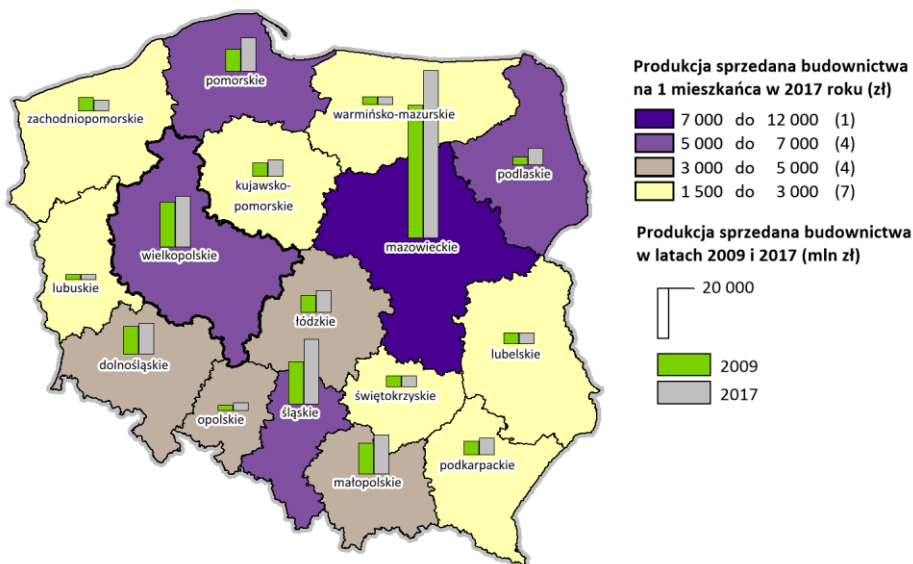 pomorskie
zachodniopomorskie
warmińsko-mazurskie
podlaskie
kujawsko-
pomorskie
mazowieckie
wielkopolskie
lubuskie
łódzkie
lubelskie
dolnośląskie
opolskie
śląskie
świętokrzyskie
małopolskie
podkarpackie
Produkcja sprzedana budownictwa
na 1 mieszkańca w 2017 roku (zł)
7 000 do 12 000 (1)
5 000 do 7 000 (4)
3 000 do 5 000 (4)
1 500 do 3 000 (7)
Produkcja sprzedana budownictwa
w latach 2009 i 2017 (mln zł)
20 000
2009
2017